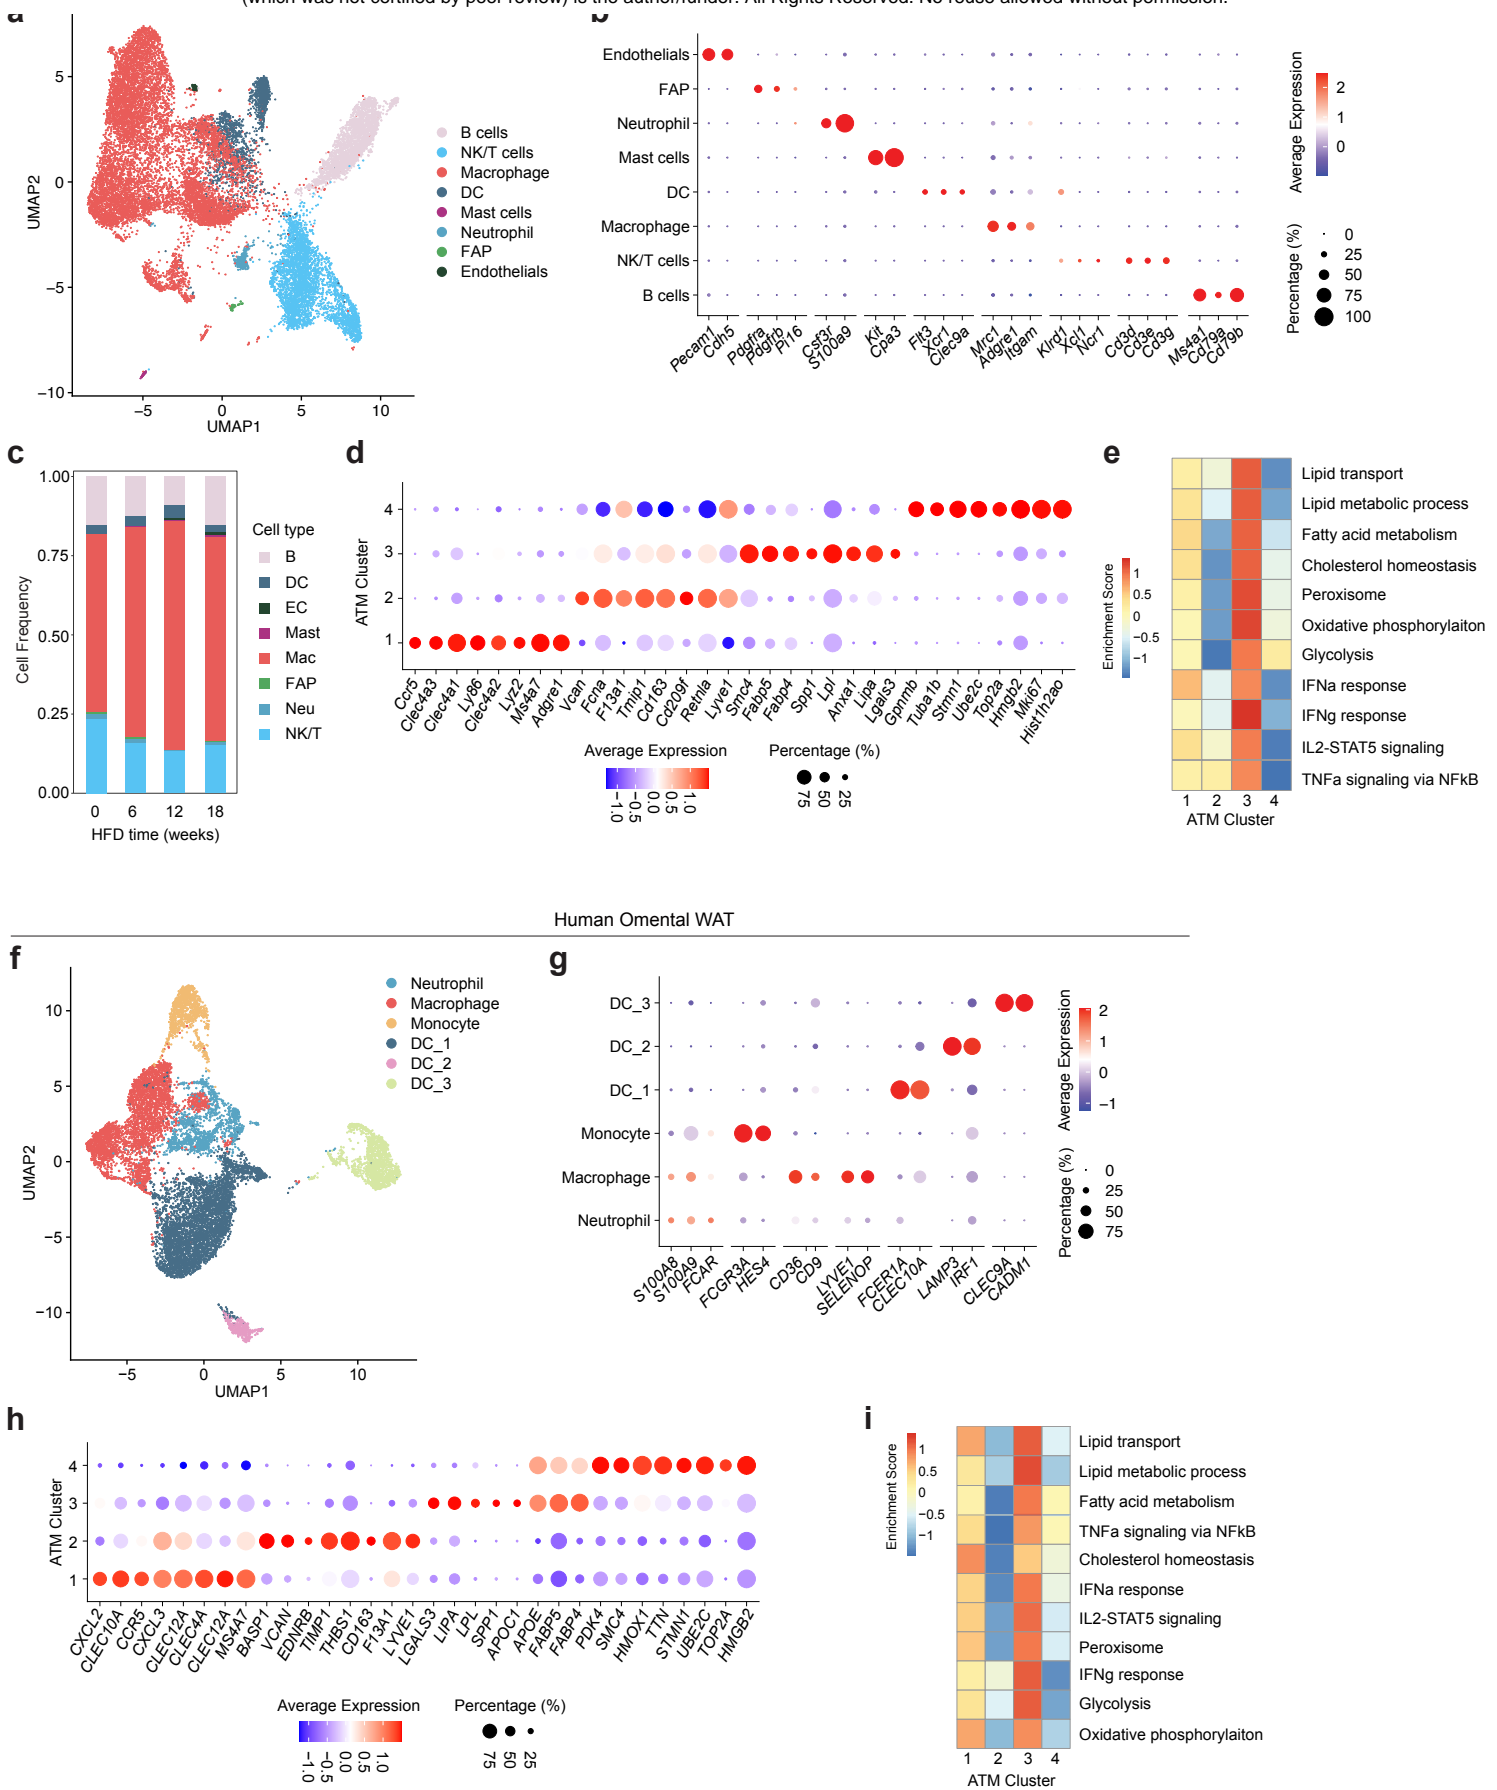 (which was not certified by peer review) is the author/funder. All Rights Reserved. No reuse allowed without permission.
a
UMAP2
5
0
−5
−10
−5
0
5
10
UMAP1
B cells
NK/T cells
Macrophage
DC
Mast cells
Neutrophil
FAP
Endothelials
b
Endothelials
FAP
Neutrophil
Mast cells
DC
Macrophage
NK/T cells
B cells
Pecam1
Cdh5
Pdgfra
Pdgfrb
Pi16
Csf3r
S100a9
Kit
Cpa3
Flt3
Xcr1
Clec9a
Mrc1
Adgre1
Itgam
Klrd1
Xcl1
Ncr1
Cd3d
Cd3e
Cd3g
Ms4a1
Cd79a
Cd79b
Average Expression
2
1
0
Percentage (%)
0
25
50
75
100
c
Cell Frequency
1.00
0.75
0.50
0.25
0.00
0
6
12
18
HFD time (weeks)
Cell type
B
DC
EC
Mast
Mac
FAP
Neu
NK/T
d
ATM Cluster
4
3
2
1
Ccr5
Clec4a3
Clec4a1
Ly86
Clec4a2
Lyz2
Ms4a7
Adgre1
Vcan
Fcna
F13a1
Tmip1
Cd163
Cd209f
Retnla
Lyve1
Smc4
Fabp5
Fabp4
Spp1
Lpl
Anxa1
Lipa
Lgals3
Gpnmb
Tuba1b
Stmn1
Ube2c
Top2a
Hmgb2
Mki67
Hist1h2ao
Average Expression
−1.0
−0.5
0.0
0.5
1.0
Percentage (%)
75
50
25
e
Enrichment Score
1
0.5
0
−0.5
−1
Lipid transport
Lipid metabolic process
Fatty acid metabolism
Cholesterol homeostasis
Peroxisome
Oxidative phosphorylaiton
Glycolysis
IFNa response
IFNg response
IL2-STAT5 signaling
TNFa signaling via NFkB
1
2
3
4
ATM Cluster
Human Omental WAT
f
UMAP2
10
5
0
−5
−10
−5
0
5
10
UMAP1
Neutrophil
Macrophage
Monocyte
DC_1
DC_2
DC_3
g
DC_3
DC_2
DC_1
Monocyte
Macrophage
Neutrophil
S100A8
S100A9
FCAR
FCGR3A
HES4
CD36
CD9
LYVE1
SELENOP
FCER1A
CLEC10A
LAMP3
IRF1
CLEC9A
CADM1
Average Expression
2
1
0
−1
Percentage (%)
0
25
50
75
h
ATM Cluster
4
3
2
1
CXCL2
CLEC10A
CCR5
CXCL3
CLEC12A
CLEC4A
CLEC12A
MS4A7
BASP1
VCAN
EDNRB
TIMP1
THBS1
CD163
F13A1
LYVE1
LGALS3
LIPA
LPL
SPP1
APOC1
APOE
FABP5
FABP4
PDK4
SMC4
HMOX1
TTN
STMN1
UBE2C
TOP2A
HMGB2
Average Expression
−1.0
−0.5
0.0
0.5
1.0
Percentage (%)
75
50
25
i
Enrichment Score
1
0.5
0
−0.5
−1
Lipid transport
Lipid metabolic process
Fatty acid metabolism
TNFa signaling via NFkB
Cholesterol homeostasis
IFNa response
IL2-STAT5 signaling
Peroxisome
IFNg response
Glycolysis
Oxidative phosphorylaiton
1
2
3
4
ATM Cluster